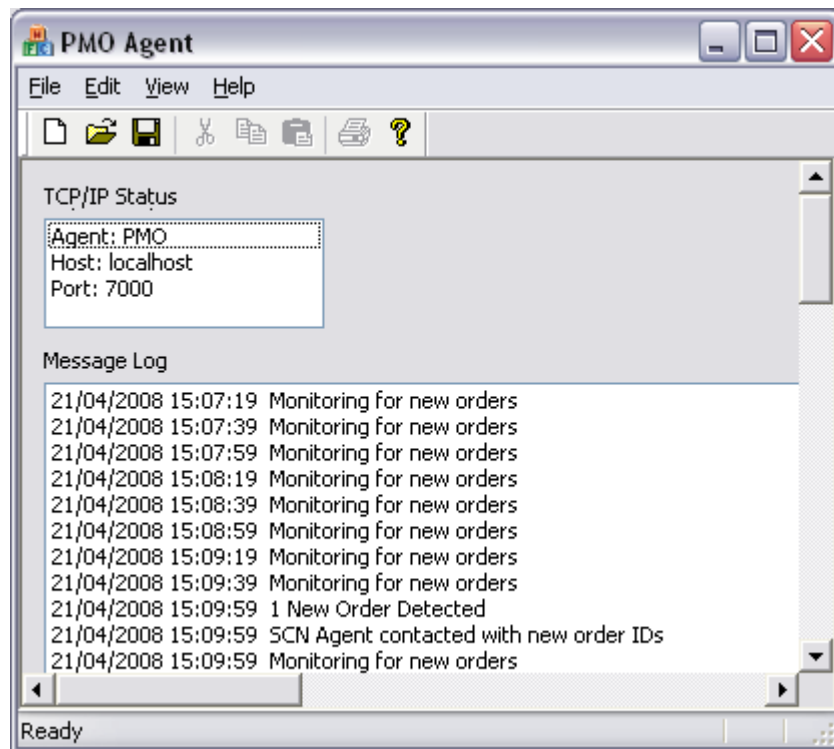 PMO Agent
File Edit View Help
TCP/IP Status
Agent: PMO
Host: localhost
Port: 7000
Message Log
21/04/2008 15:07:19 Monitoring for new orders
21/04/2008 15:07:39 Monitoring for new orders
21/04/2008 15:07:59 Monitoring for new orders
21/04/2008 15:08:19 Monitoring for new orders
21/04/2008 15:08:39 Monitoring for new orders
21/04/2008 15:08:59 Monitoring for new orders
21/04/2008 15:09:19 Monitoring for new orders
21/04/2008 15:09:39 Monitoring for new orders
21/04/2008 15:09:59 1 New Order Detected
21/04/2008 15:09:59 SCN Agent contacted with new order IDs
21/04/2008 15:09:59 Monitoring for new orders
Ready